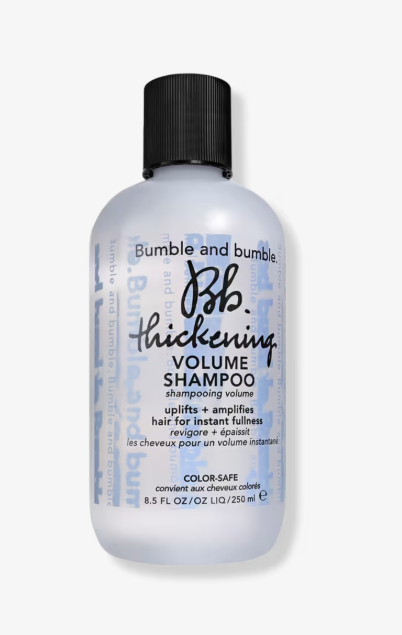 Bumble and bumble.
Bb.
thickening
VOLUME
SHAMPOO
shampooing volume
uplifts + amplifies
hair for instant fullness
revigore + épaissit
les cheveux pour un volume instantané
COLOR-SAFE
convient aux cheveux colorés
8.5 FL OZ/OZ LIQ/250 ml ℮